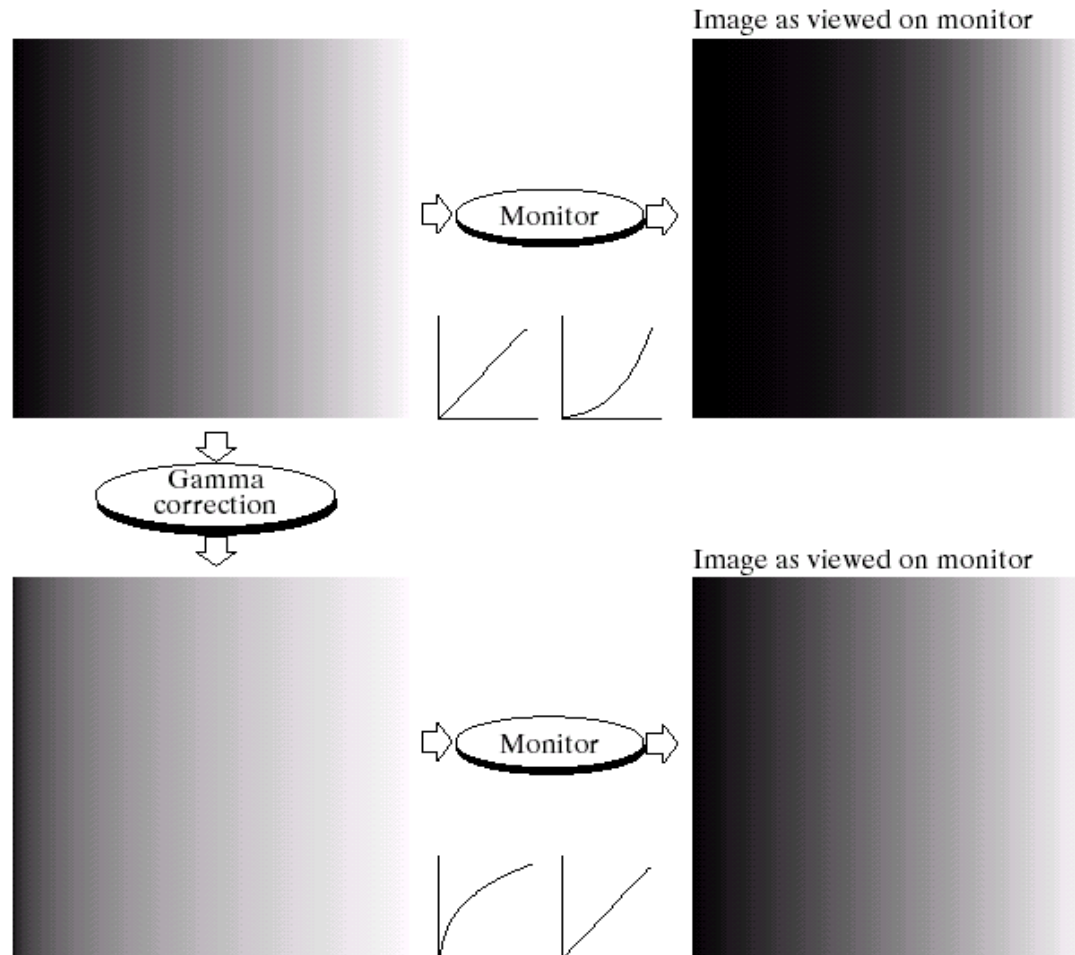 Image as viewed on monitor
Monitor
Gamma
correction
Image as viewed on monitor
Monitor